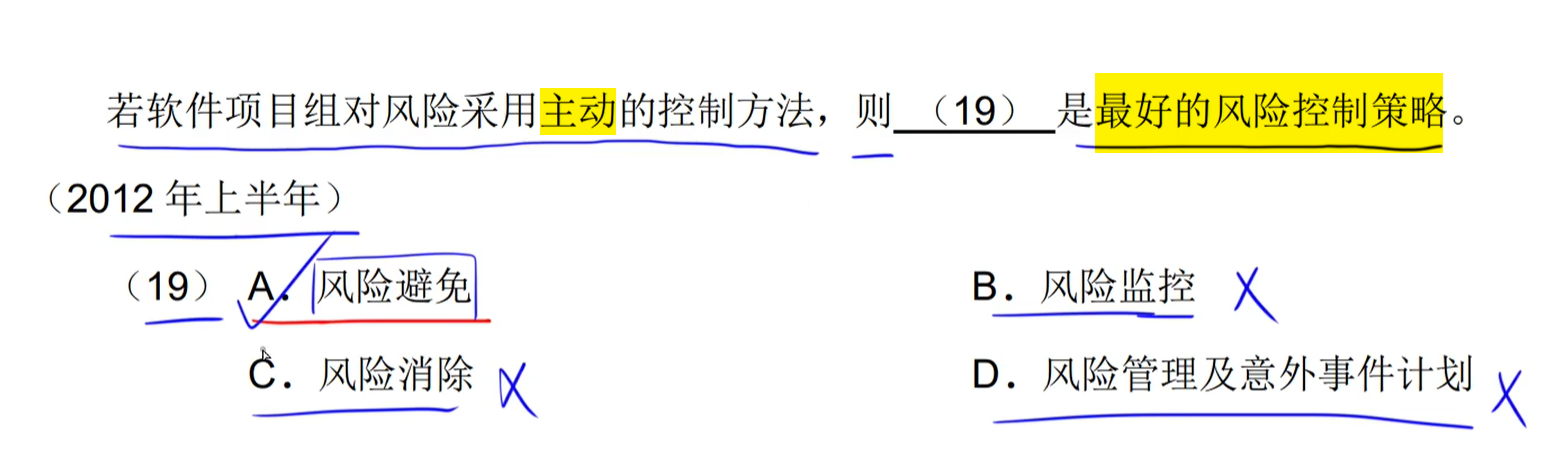 若软件项目组对风险采用主动的控制方法，则 （19） 是最好的风险控制策略。
（2012 年上半年）
（19） A．风险避免 B．风险监控
C．风险消除 D．风险管理及意外事件计划